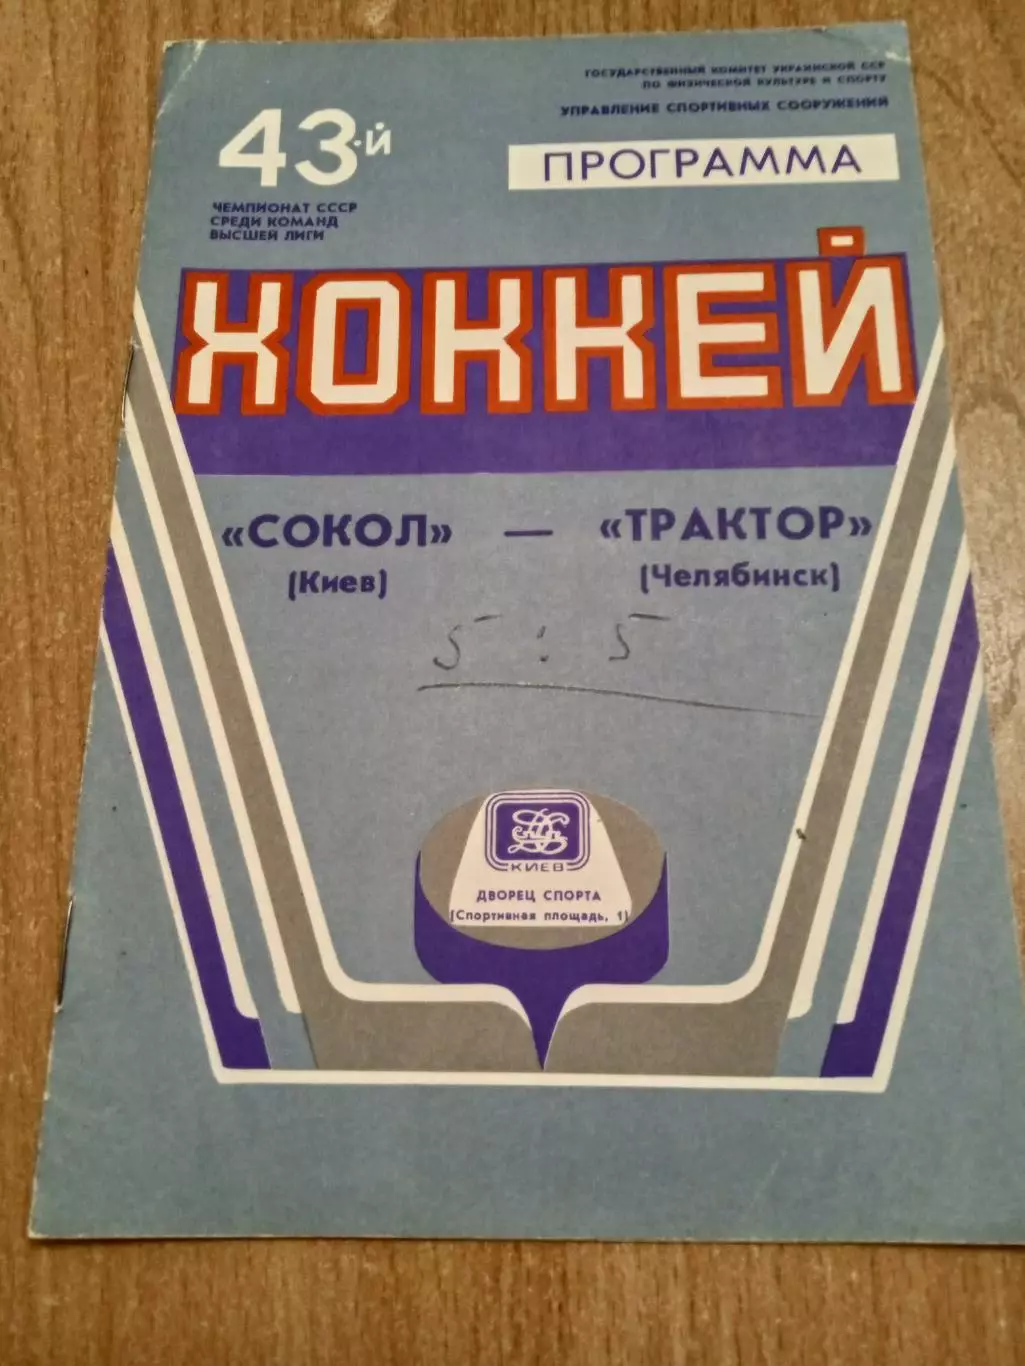 ГОСУДАРСТВЕННЫЙ КОМИТЕТ УКРАИНСКОЙ ССР
ПО ФИЗИЧЕСКОЙ КУЛЬТУРЕ И СПОРТУ
УПРАВЛЕНИЕ СПОРТИВНЫХ СООРУЖЕНИЙ
43-Й
ПРОГРАММА
ЧЕМПИОНАТ СССР
СРЕДИ КОМАНД
ВЫСШЕЙ ЛИГИ
ХОККЕЙ
«СОКОЛ» — «ТРАКТОР»
(Киев) (Челябинск)
5 : 5
КИЕВ
ДВОРЕЦ СПОРТА
(Спортивная площадь, 1)